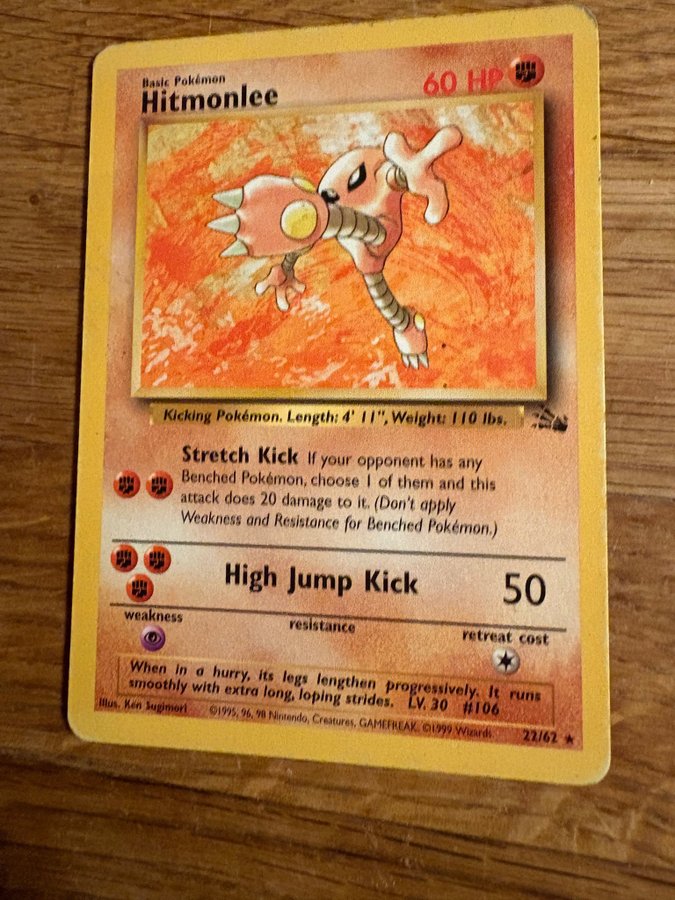 Basic Pokémon
Hitmonlee
60 HP
Kicking Pokémon. Length: 4' 11", Weight: 110 lbs.
Stretch Kick If your opponent has any
Benched Pokémon, choose 1 of them and this
attack does 20 damage to it. (Don't apply
Weakness and Resistance for Benched Pokémon.)
High Jump Kick 50
weakness
resistance
retreat cost
When in a hurry, its legs lengthen progressively. It runs
smoothly with extra long, loping strides. LV. 30 #106
Illus. Ken Sugimori
©1995, 96, 98 Nintendo, Creatures, GAMEFREAK. ©1999 Wizards.
22/62